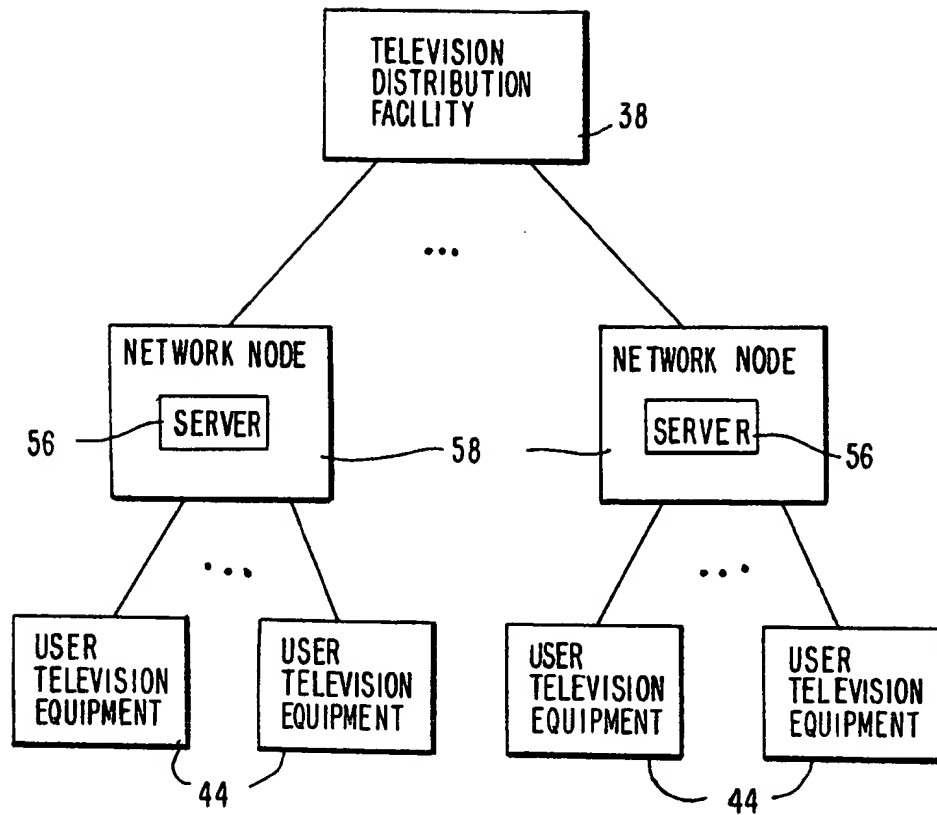 TELEVISION
DISTRIBUTION
FACILITY
38
NETWORK NODE
SERVER
56
58
NETWORK NODE
SERVER
56
USER
TELEVISION
EQUIPMENT
USER
TELEVISION
EQUIPMENT
44
USER
TELEVISION
EQUIPMENT
USER
TELEVISION
EQUIPMENT
44